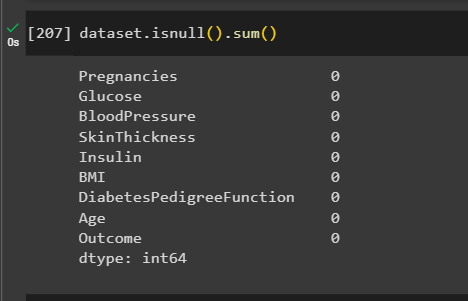 [207] dataset.isnull().sum()
0s
Pregnancies 0
Glucose 0
BloodPressure 0
SkinThickness 0
Insulin 0
BMI 0
DiabetesPedigreeFunction 0
Age 0
Outcome 0
dtype: int64